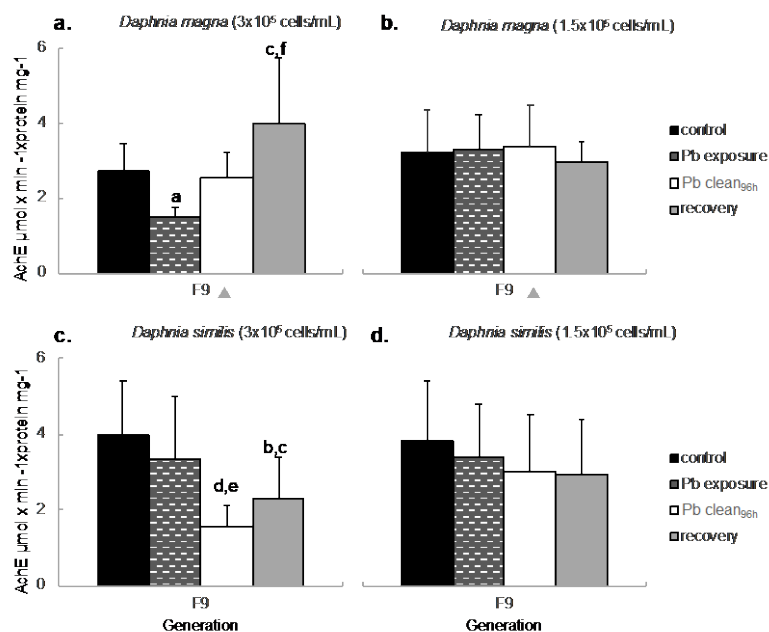 a. Daphnia magna (3x10⁵ cells/mL)
b. Daphnia magna (1.5x10⁵ cells/mL)
AchE µmol x min -1xprotein mg-1
6
4
2
0
a
c,f
F9
F9
control
Pb exposure
Pb clean96h
recovery
c. Daphnia similis (3x10⁵ cells/mL)
d. Daphnia similis (1.5x10⁵ cells/mL)
AchE µmol x min -1xprotein mg-1
6
4
2
0
d,e
b,c
F9
F9
Generation
Generation
control
Pb exposure
Pb clean96h
recovery